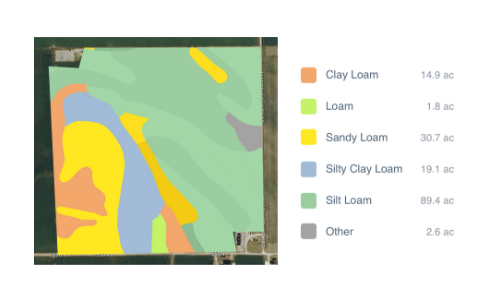 Clay Loam 14.9 ac
Loam 1.8 ac
Sandy Loam 30.7 ac
Silty Clay Loam 19.1 ac
Silt Loam 89.4 ac
Other 2.6 ac